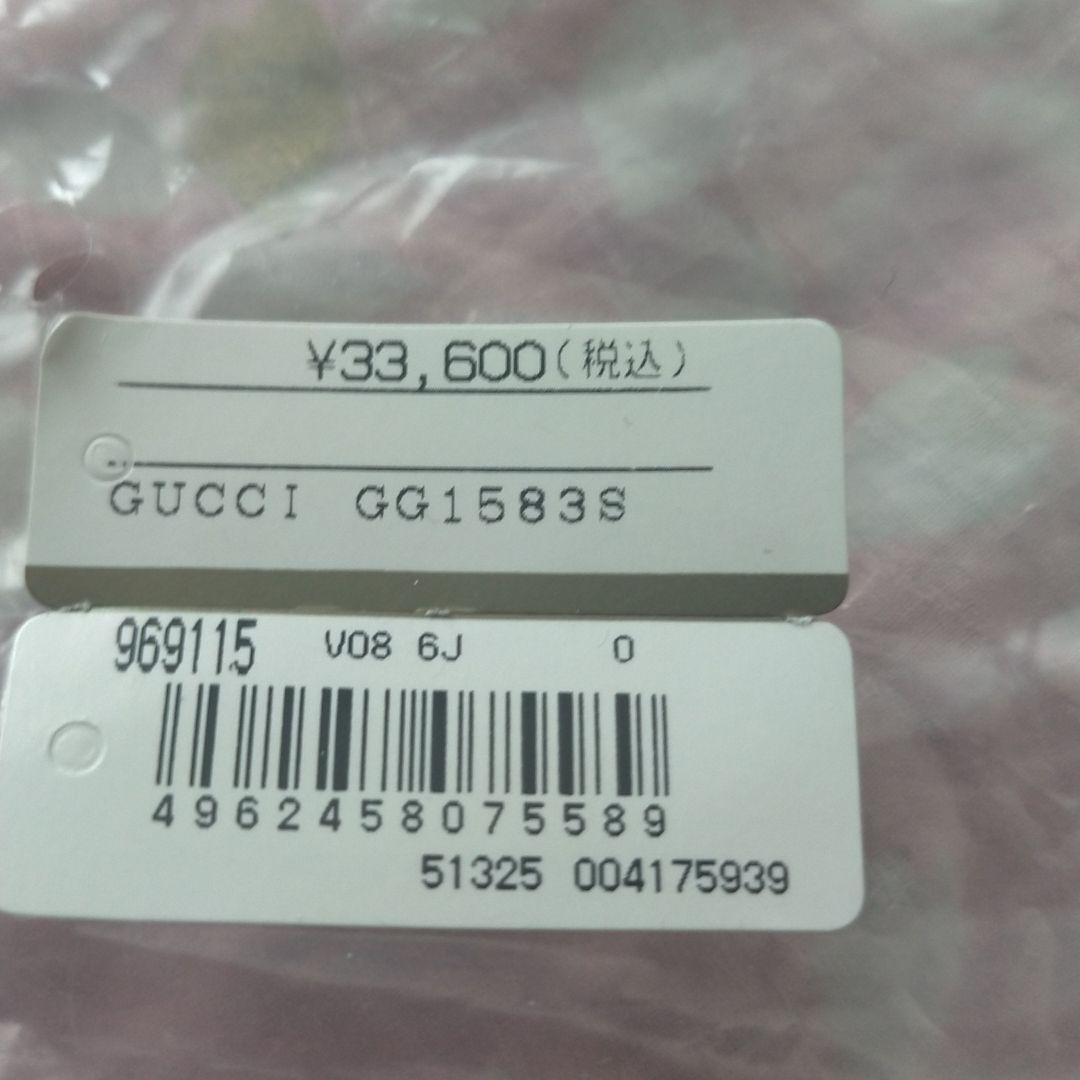 ¥33,600(税込)
GUCCI GG1583S
969115 V08 6J 0
4962458075589
51325 004175939